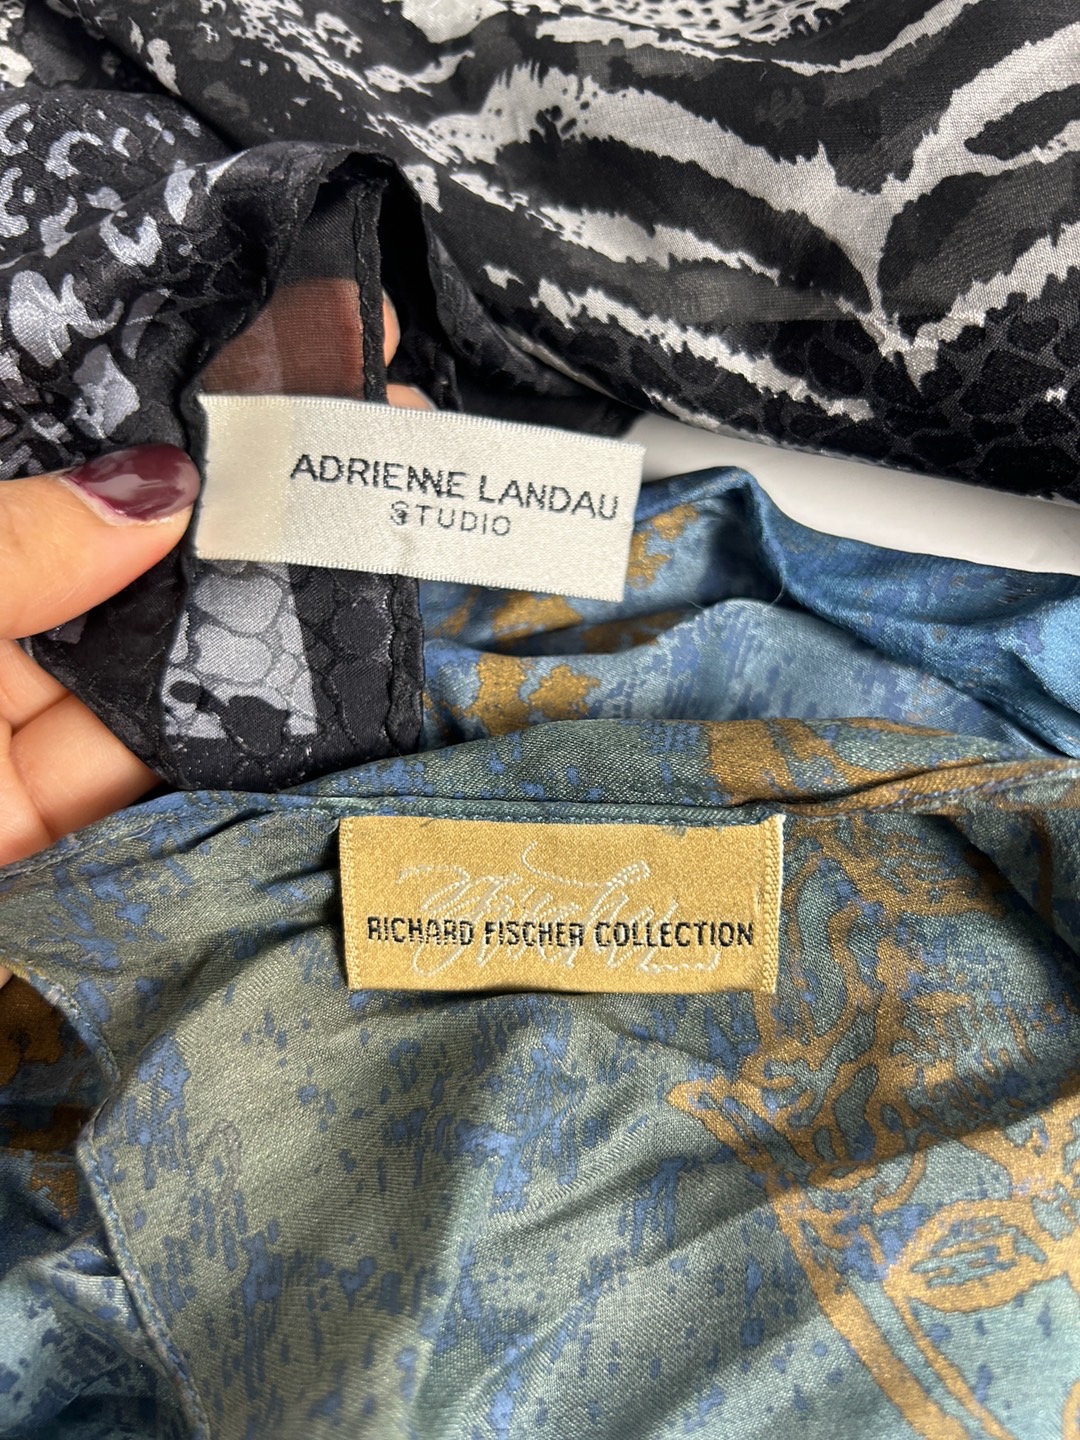 ADRIENNE LANDAU
STUDIO
RICHARD FISCHER COLLECTION